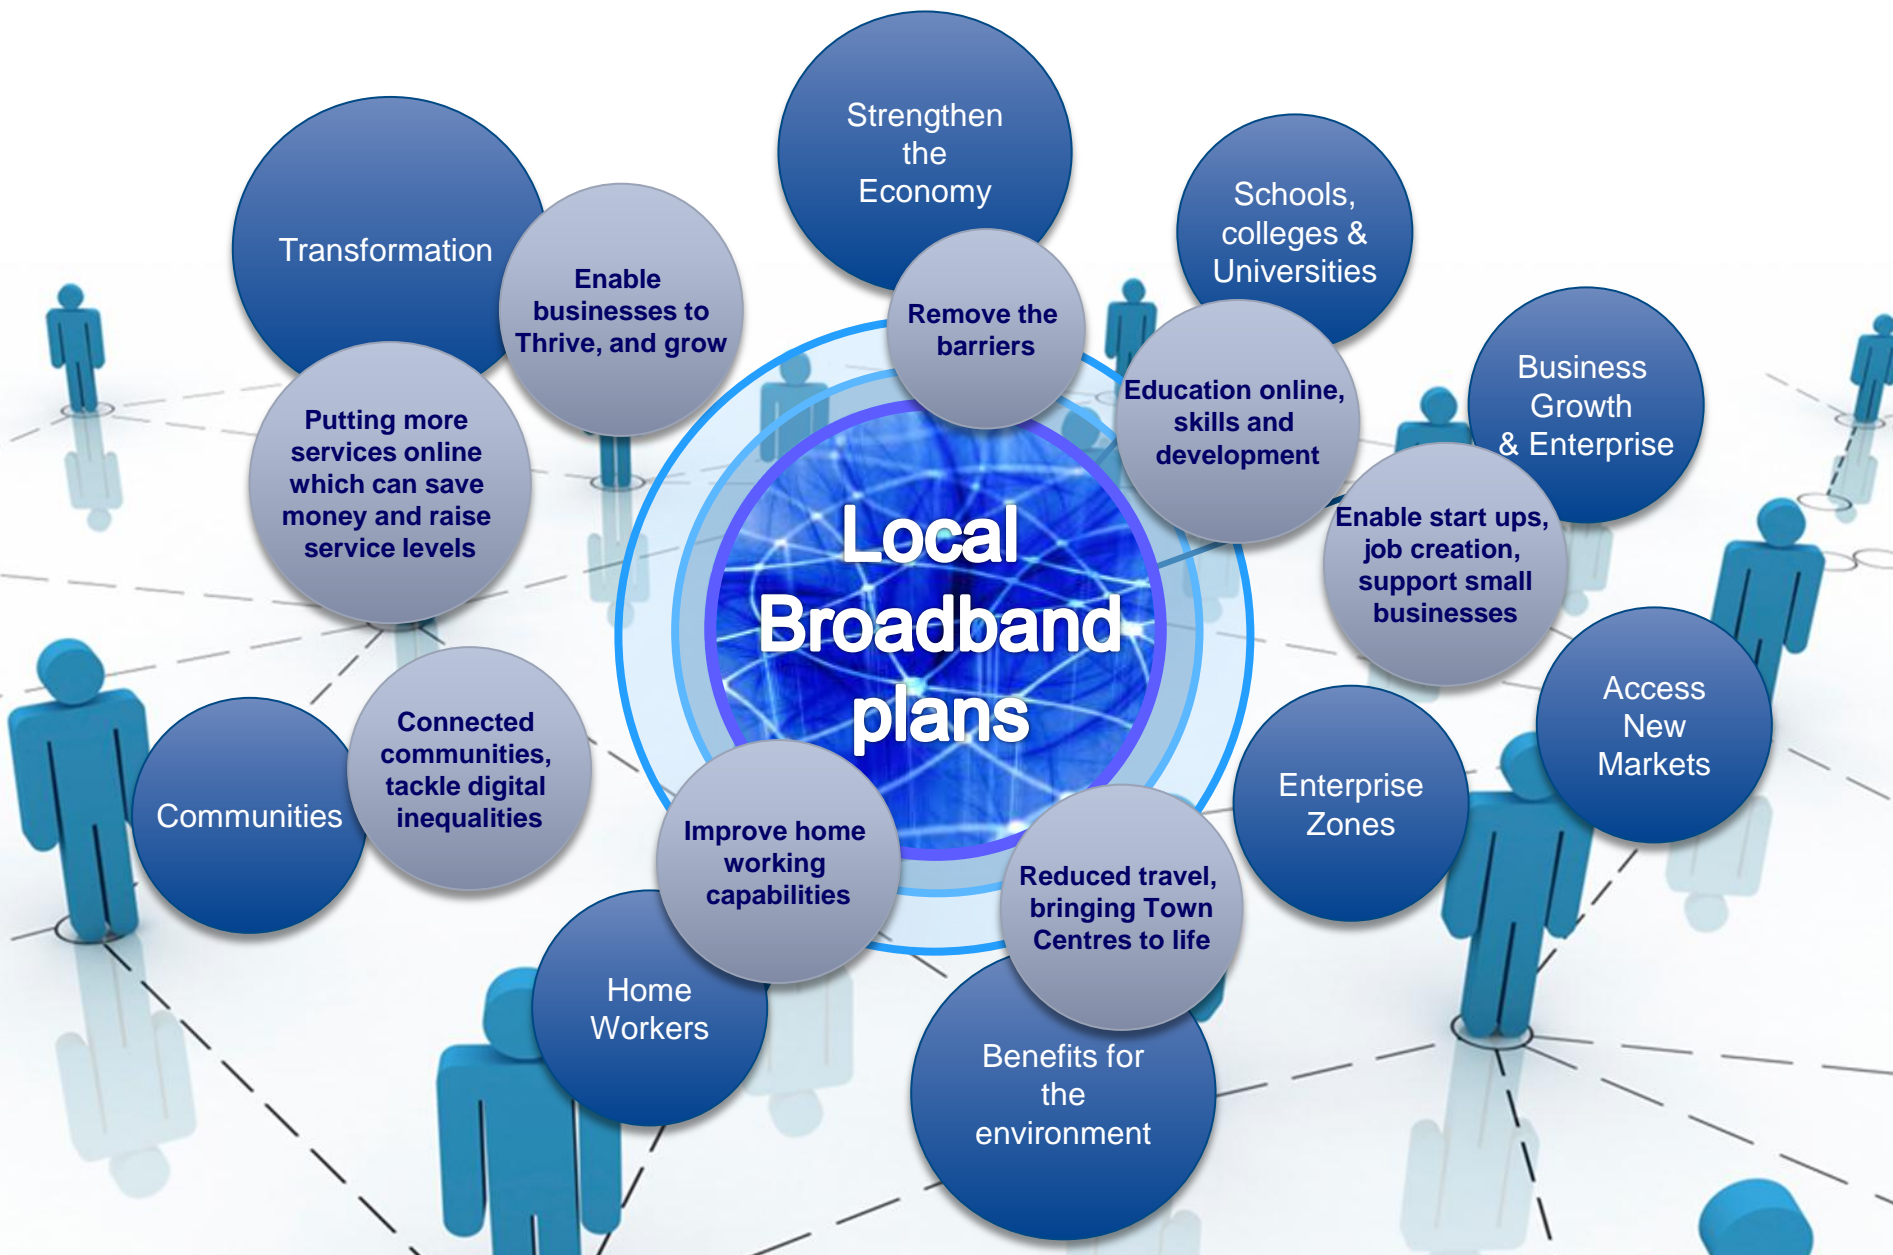 Strengthen
the
Economy
Remove the
barriers
Schools,
colleges &
Universities
Education online,
skills and
development
Business
Growth
& Enterprise
Enable start ups,
job creation,
support small
businesses
Access
New
Markets
Enterprise
Zones
Reduced travel,
bringing Town
Centres to life
Benefits for
the
environment
Improve home
working
capabilities
Home
Workers
Connected
communities,
tackle digital
inequalities
Communities
Putting more
services online
which can save
money and raise
service levels
Transformation
Enable
businesses to
Thrive, and grow
Local
Broadband
plans